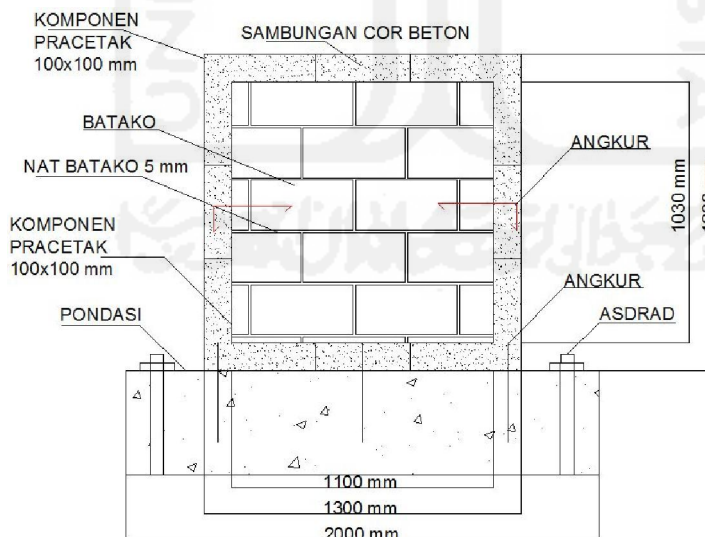 KOMPONEN
PRACETAK
100x100 mm
SAMBUNGAN COR BETON
BATAKO
ANGKUR
NAT BATAKO 5 mm
1030 mm
KOMPONEN
PRACETAK
100x100 mm
ANGKUR
PONDASI
ASDRAD
1100 mm
1300 mm
2000 mm